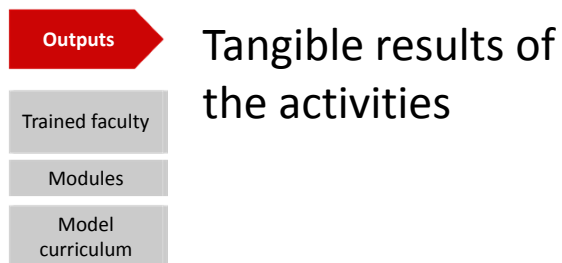 Outputs
Tangible results of
the activities
Trained faculty
Modules
Model
curriculum